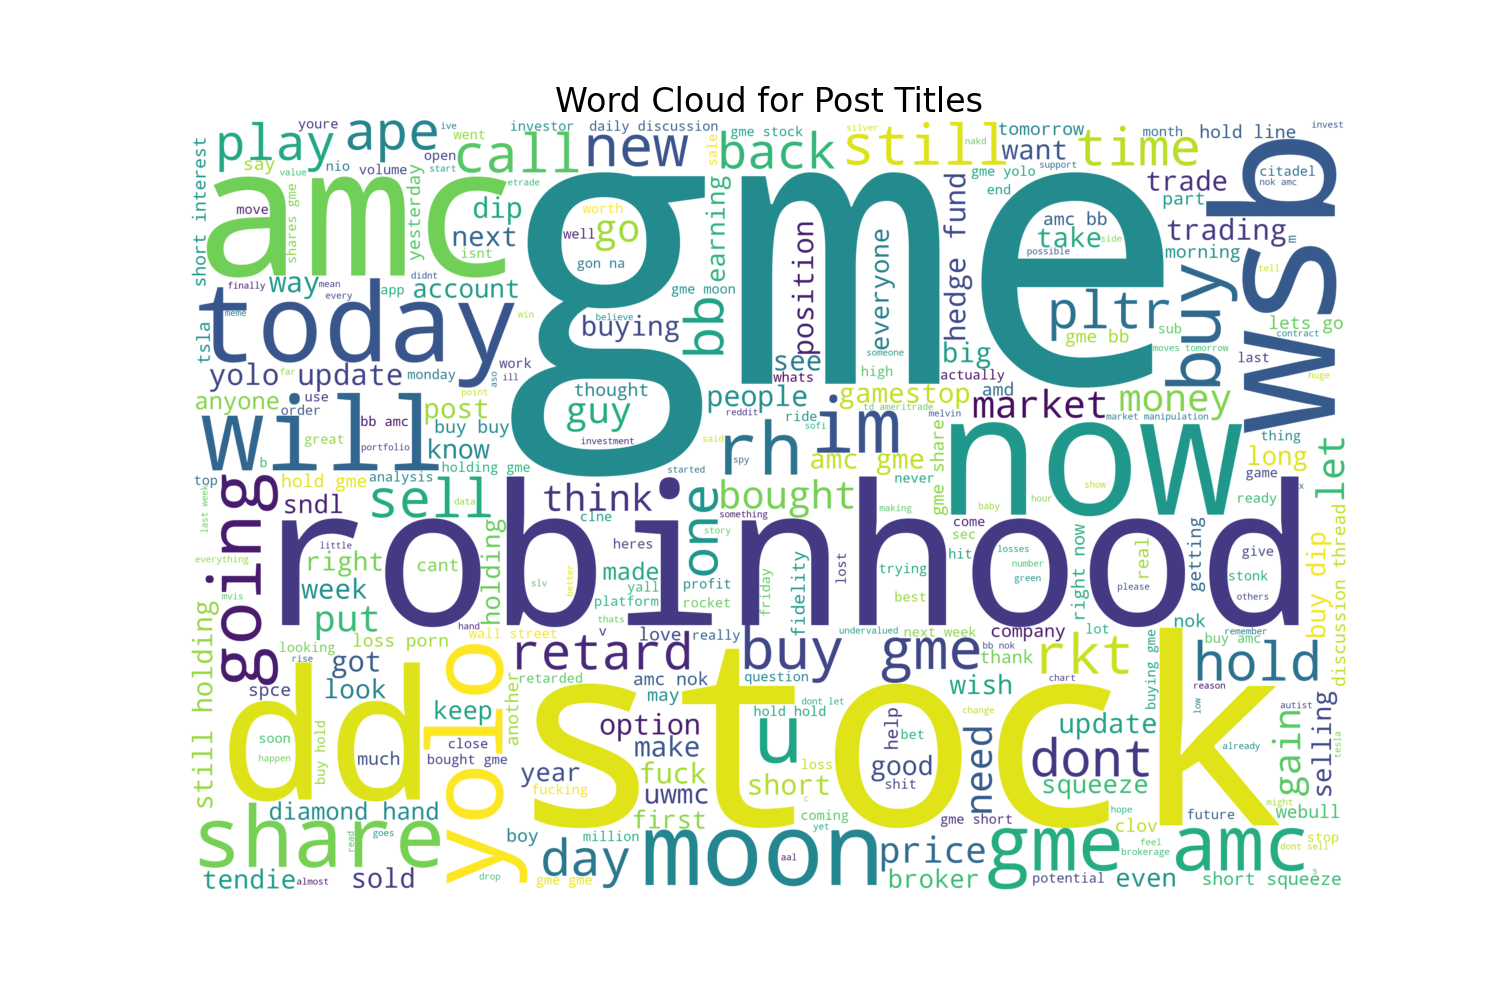 Word Cloud for Post Titles
youre
ape
ive
investor
daily discussion
gme stock
silver
tomorrow
month
hold line
invest
play
went
call
new
sale
back
still
nakd
want
time
say
nio
volume
open
start
support
citadel
value
etrade
gme yolo
trade
nok amc
short interest
amc
gme
wsb
move
shares gme
yesterday
dip
worth
end
part
next
well
go
earning
position
everyone
hedge fund
amc bb
take
side
trading
m
isnt
gon na
possible
morning
finally
way
mean
every
didnt
app
account
gme moon
pltr
buy
tell
today
meme
win
believe
buying
bb
sub
gme bb
lets go
contract
tsla
someone
big
moves tomorrow
last
see
whats
high
actually
yolo update
far
monday
aso
work
ill
thought
people
gamestop
amd
huge
anyone
use
order
point
guy
reddit
ride
td ameritrade
melvin
market
money
market manipulation
will
bb amc
post
im
sofi
now
great
portfolio
buy buy
know
investment
said
rh
thing
b
holding gme
started
spy
amc gme
gme share
long
let
top
hold gme
analysis
never
game
going
sndl
sell
data
think
one
bought
making
baby
hour
show
ready
x
last week
robinhood
clne
something
story
come
sec
everything
little
right
cant
holding
heres
lost
hit
losses
right now
real
getting
give
buy dip
discussion thread
mvis
week
slv
better
made
yall
profit
trying
number
green
please
stonk
put
platform
rocket
friday
fidelity
best
others
hand
thats
v
love
really
undervalued
next week
company
lot
nok
remember
loss porn
wall street
retard
buy gme
bb nok
buy amc
looking
rise
got
thank
rkt
hold
still holding
spce
look
retarded
amc nok
question
wish
chart
buying gme
reason
dd
yolo
stock
keep
another
may
dont let
hold hold
change
low
autist
soon
happen
buy hold
much
close
bought gme
option
make
u
help
bet
update
dont
already
gain
selling
tesla
year
fuck
loss
good
need
fucking
uwmc
short
c
shit
squeeze
might
diamond hand
first
coming
gme short
hope
future
webull
share
read
goes
boy
million
yet
clov
feel
stop
day
moon
aal
price
gme amc
brokerage
dont sell
tendie
almost
sold
drop
gme gme
broker
potential
even
short squeeze
s